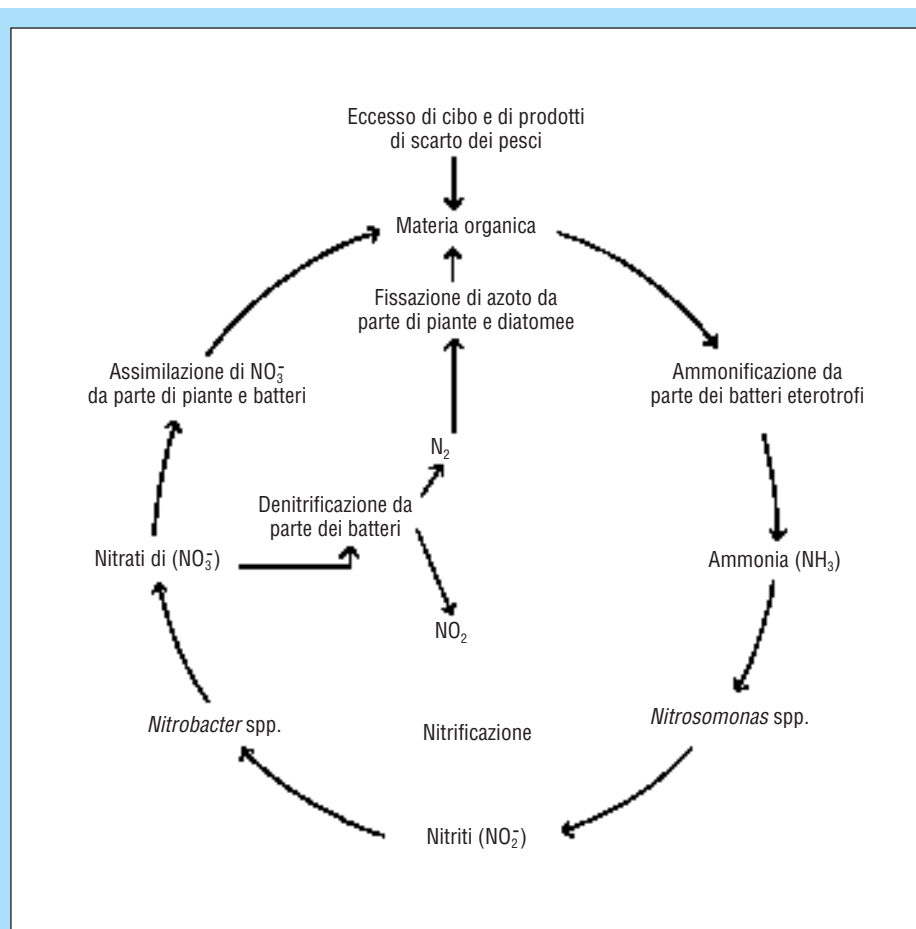 Eccesso di cibo e di prodotti
di scarto dei pesci
Materia organica
Fissazione di azoto da
parte di piante e diatomee
Assimilazione di NO₃⁻
da parte di piante e batteri
Ammonificazione da
parte dei batteri eterotrofi
N₂
Denitrificazione da
parte dei batteri
Nitrati di (NO₃⁻)
Ammonia (NH₃)
NO₂
Nitrobacter spp.
Nitrificazione
Nitrosomonas spp.
Nitriti (NO₂⁻)